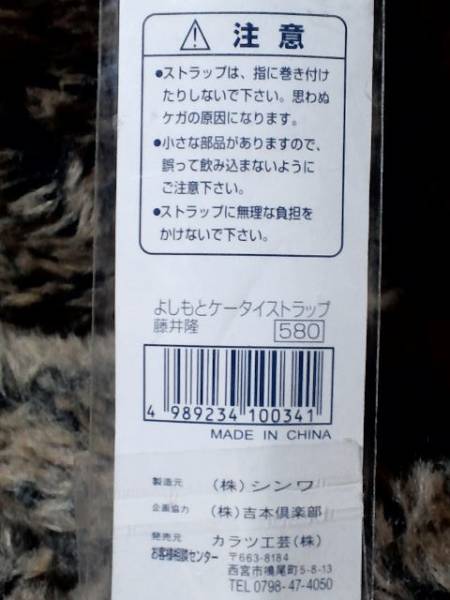 注意
●ストラップは、指に巻き付け
たりしないで下さい。思わぬ
ケガの原因になります。
●小さな部品がありますので、
誤って飲み込まないように
ご注意下さい。
●ストラップに無理な負担を
かけないで下さい。
よしもとケータイストラップ
藤井隆 580
4 989234 100341
MADE IN CHINA
製造元 (株)シンワ
企画協力 (株)吉本倶楽部
発売元 カラツ工芸(株)
お客様相談センター 〒663-8184
西宮市鳴尾町5-8-13
TEL 0798-47-4050